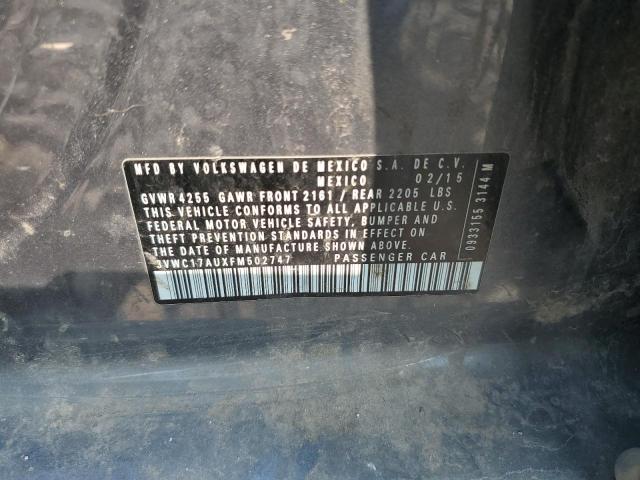 MFD BY VOLKSWAGEN DE MEXICO S.A. DE C.V.
MEXICO 02/15
GVWR 4255 GAWR FRONT 2161 / REAR 2205 LBS
THIS VEHICLE CONFORMS TO ALL APPLICABLE U.S.
FEDERAL MOTOR VEHICLE SAFETY, BUMPER AND
THEFT PREVENTION STANDARDS IN EFFECT ON
THE DATE OF MANUFACTURE SHOWN ABOVE.
3VWC17AUXFM502747 PASSENGER CAR
0933155 3144 M